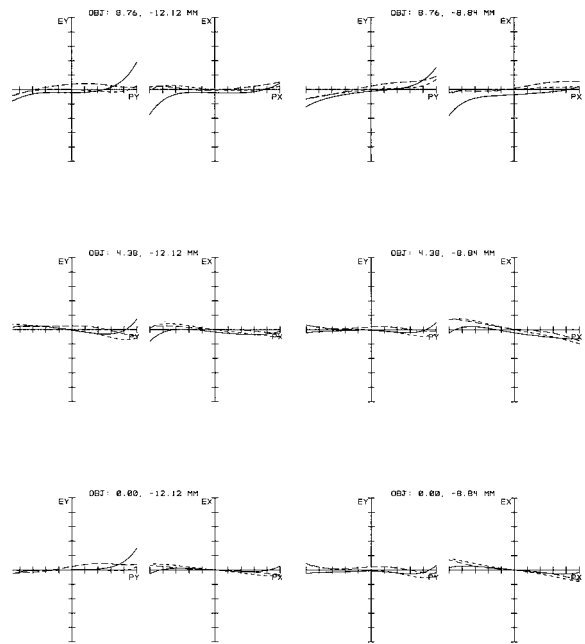 OBJ: 8.76, -12.12 MM
OBJ: 8.76, -8.84 MM
EY EX EY EX
PY PX PY PX
OBJ: 4.38, -12.12 MM
OBJ: 4.38, -8.84 MM
EY EX EY EX
PY PX PY PX
OBJ: 0.00, -12.12 MM
OBJ: 0.00, -8.84 MM
EY EX EY EX
PY PX PY PX